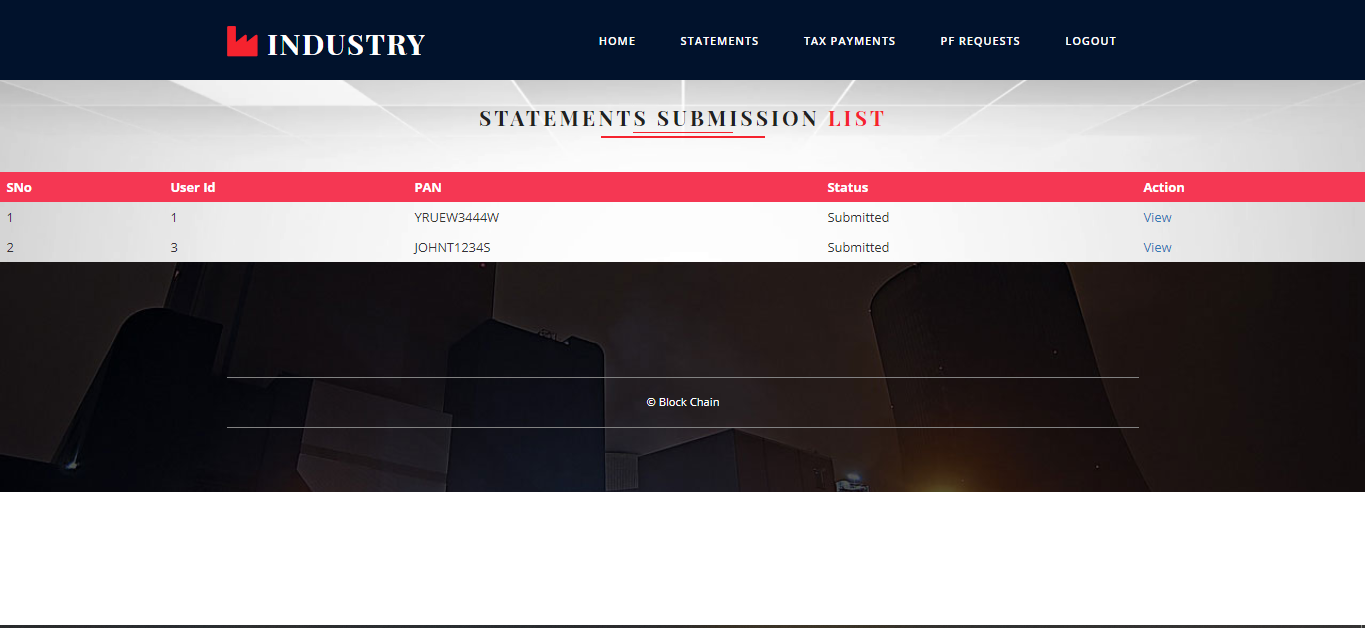 INDUSTRY HOME STATEMENTS TAX PAYMENTS PF REQUESTS LOGOUT
STATEMENTS SUBMISSION LIST
SNo User Id PAN Status Action
1 1 YRUEW3444W Submitted View
2 3 JOHNT1234S Submitted View
© Block Chain